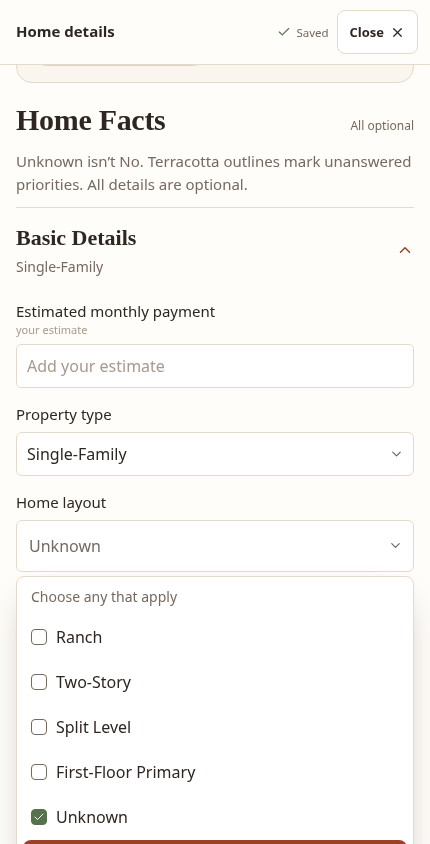 Home details
Saved
Close
Home Facts
All optional
Unknown isn’t No. Terracotta outlines mark unanswered
priorities. All details are optional.
Basic Details
Single-Family
Estimated monthly payment
your estimate
Add your estimate
Property type
Single-Family
Home layout
Unknown
Choose any that apply
Ranch
Two-Story
Split Level
First-Floor Primary
Unknown